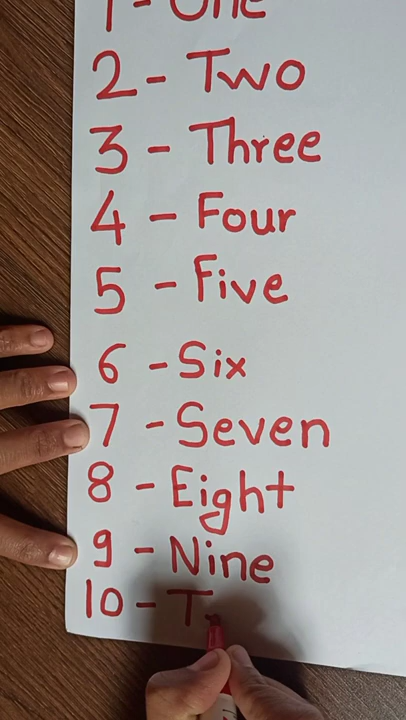 1 - One
2 - Two
3 - Three
4 - Four
5 - Five
6 - Six
7 - Seven
8 - Eight
9 - Nine
10 - T